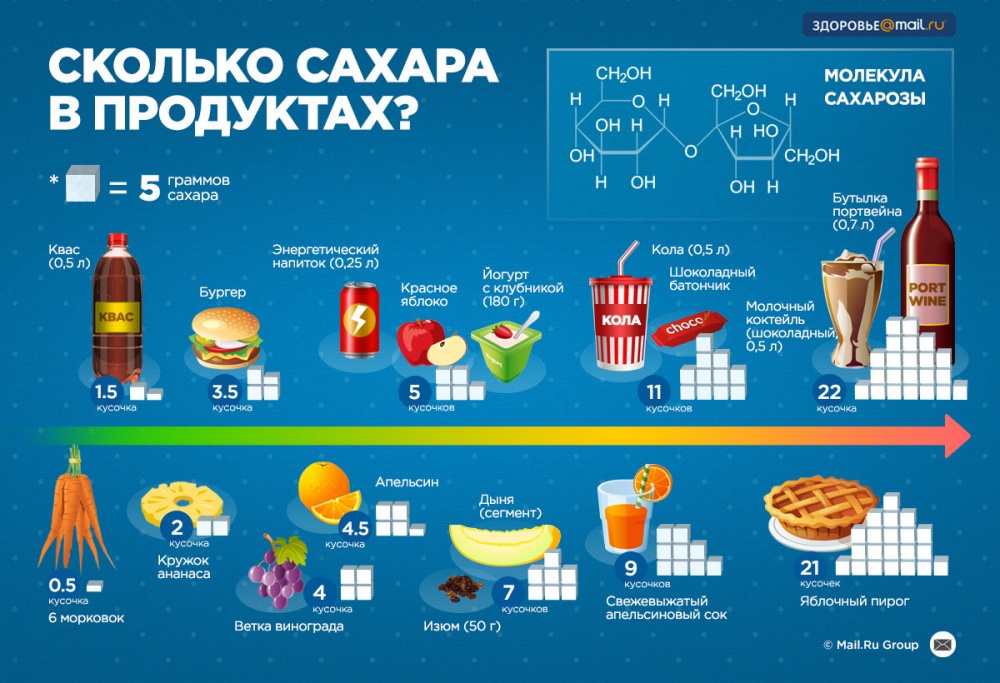 ЗДОРОВЬЕ@mail.ru
СКОЛЬКО САХАРА
В ПРОДУКТАХ?
* = 5 граммов
сахара
МОЛЕКУЛА
САХАРОЗЫ
CH₂OH
H
O
H
OH H
OH
H
OH
O
CH₂OH
O
H
H HO
CH₂OH
OH H
Квас
(0,5 л)
КВАС
1.5
кусочка
Бургер
3.5
кусочка
Энергетический
напиток (0,25 л)
Красное
яблоко
Йогурт
с клубникой
(180 г)
5
кусочков
Кола (0,5 л)
КОЛА
Шоколадный
батончик
choco
11
кусочков
Молочный
коктейль
(шоколадный,
0,5 л)
Бутылка
портвейна
(0,7 л)
PORT
WINE
22
кусочка
0.5
кусочка
6 морковок
2
кусочка
Кружок
ананаса
Апельсин
4.5
кусочка
4
кусочка
Ветка винограда
Дыня
(сегмент)
7
кусочков
Изюм (50 г)
9
кусочков
Свежевыжатый
апельсиновый сок
21
кусочек
Яблочный пирог
© Mail.Ru Group